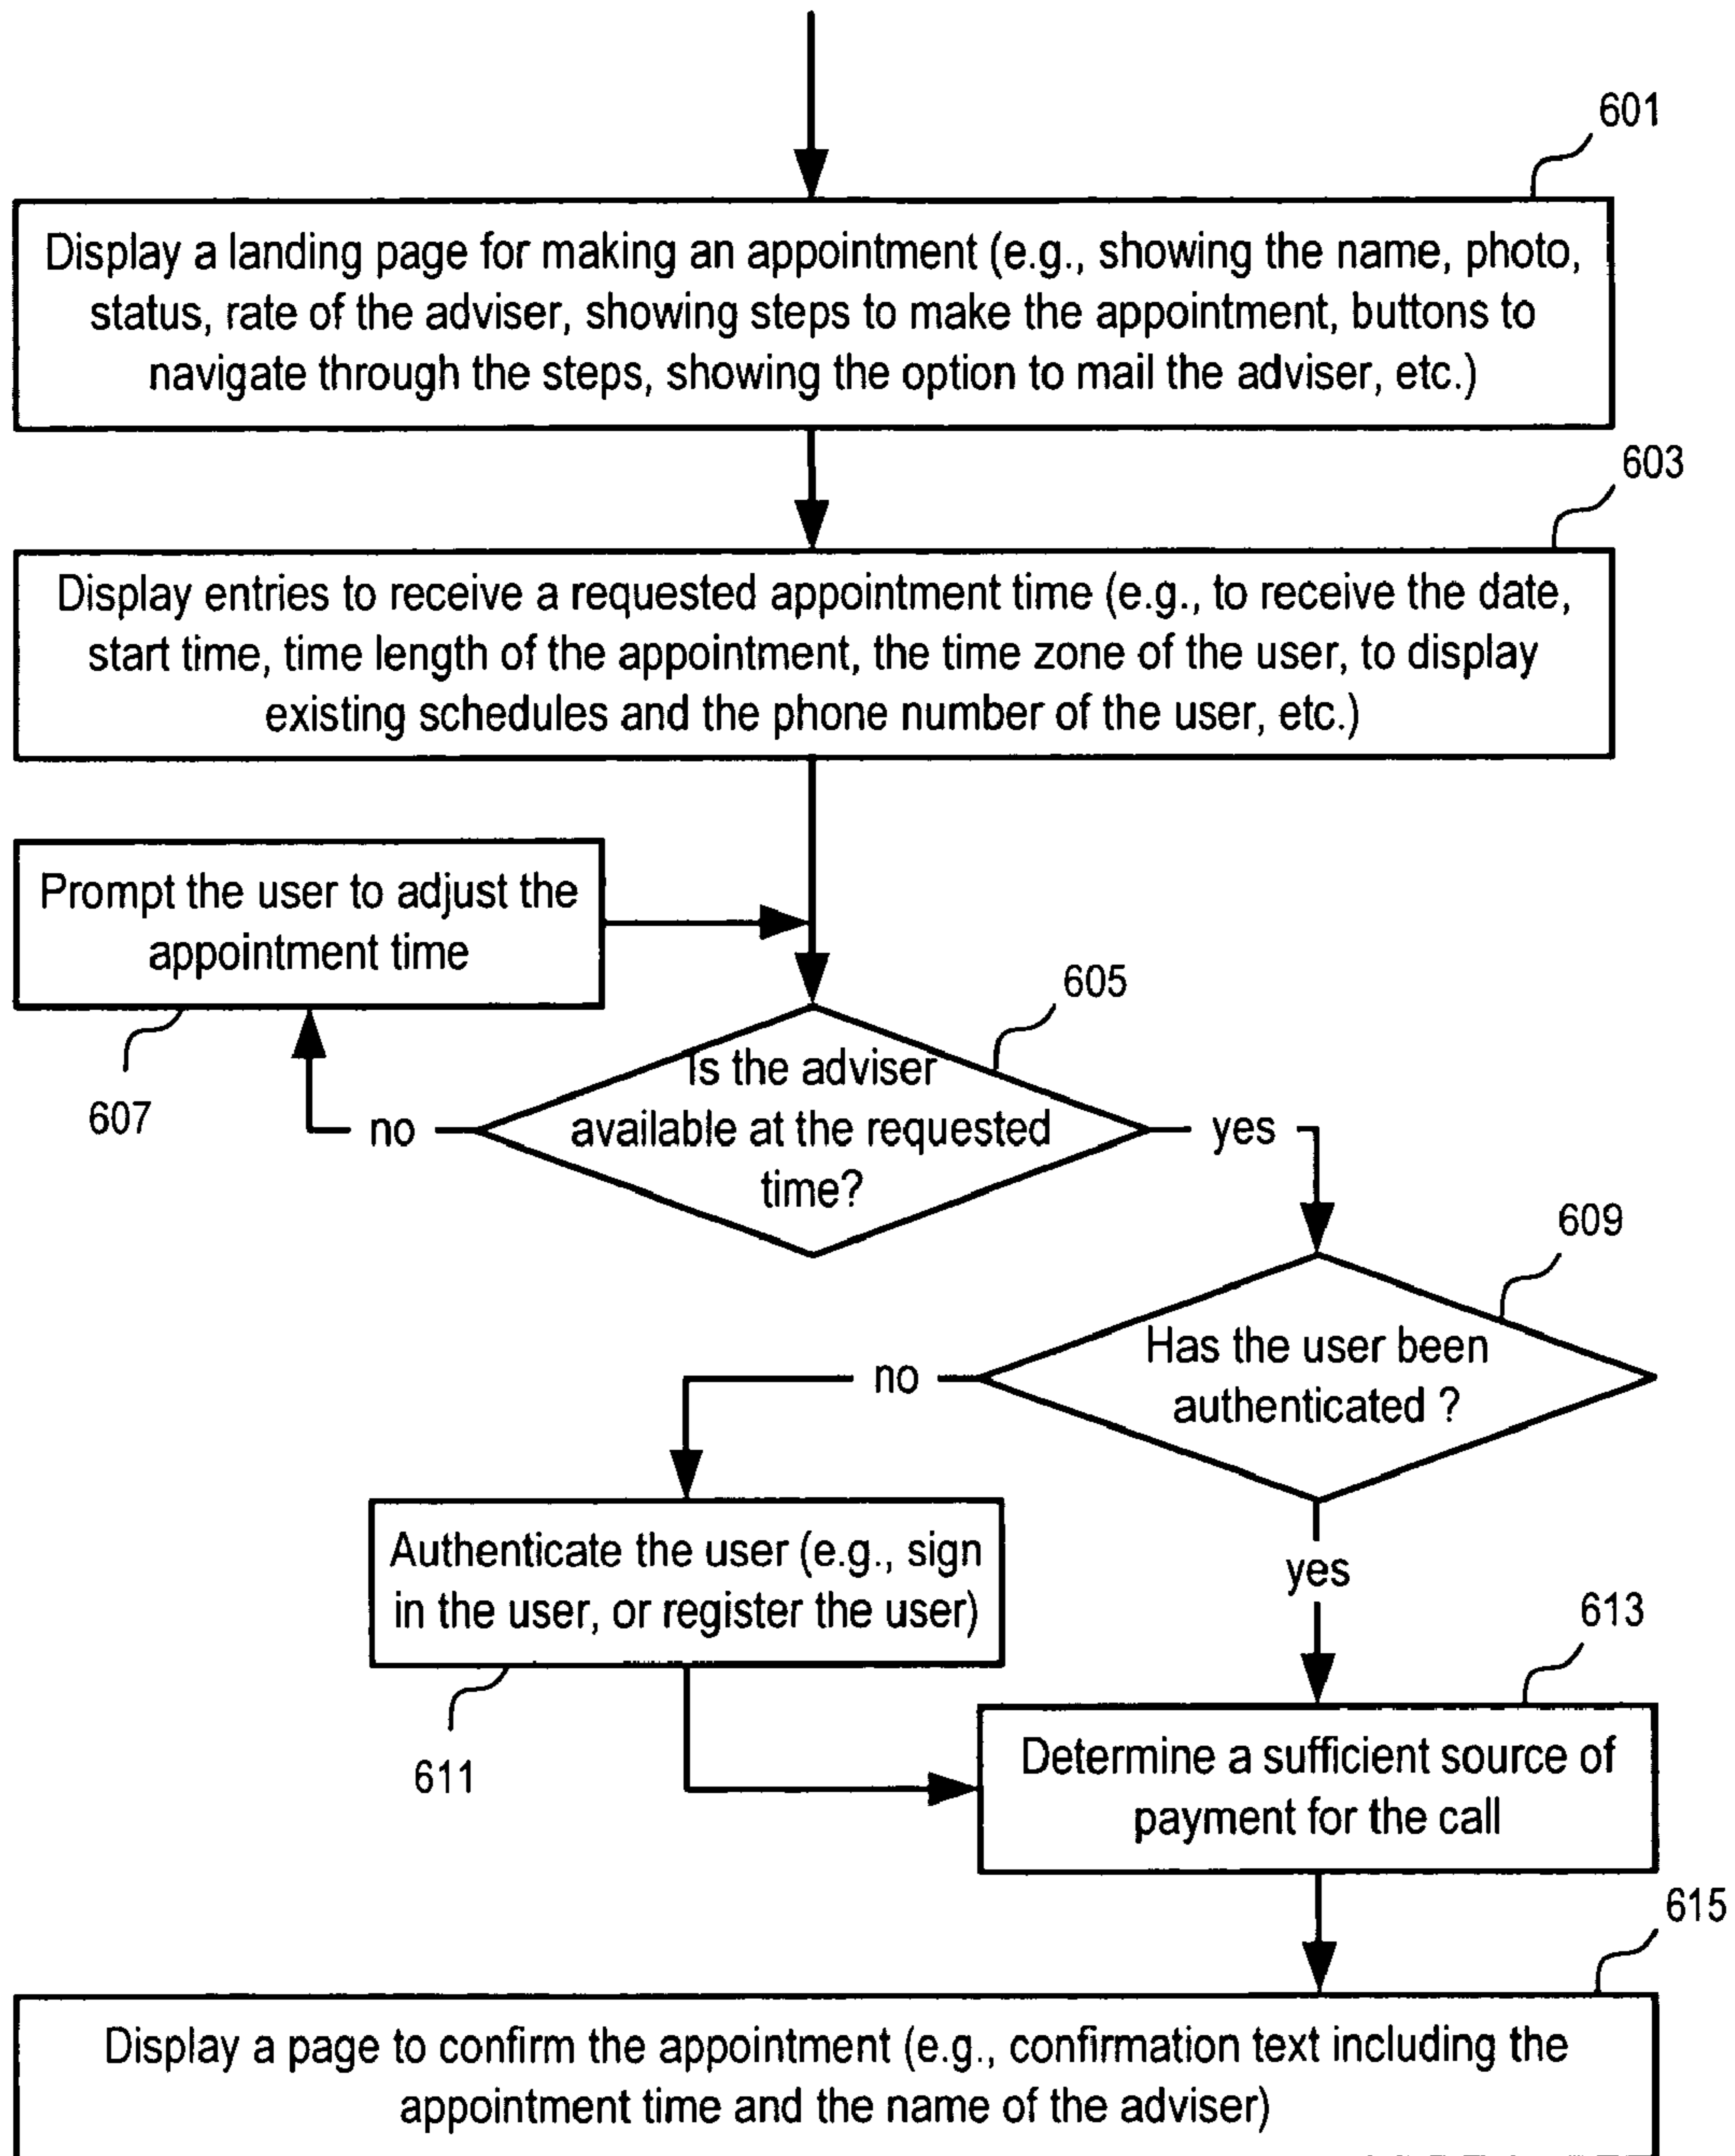 601
Display a landing page for making an appointment (e.g., showing the name, photo,
status, rate of the adviser, showing steps to make the appointment, buttons to
navigate through the steps, showing the option to mail the adviser, etc.)
603
Display entries to receive a requested appointment time (e.g., to receive the date,
start time, time length of the appointment, the time zone of the user, to display
existing schedules and the phone number of the user, etc.)
Prompt the user to adjust the
appointment time
607
605
Is the adviser
available at the requested
time?
no
yes
609
Has the user been
authenticated ?
no
yes
Authenticate the user (e.g., sign
in the user, or register the user)
611
613
Determine a sufficient source of
payment for the call
615
Display a page to confirm the appointment (e.g., confirmation text including the
appointment time and the name of the adviser)